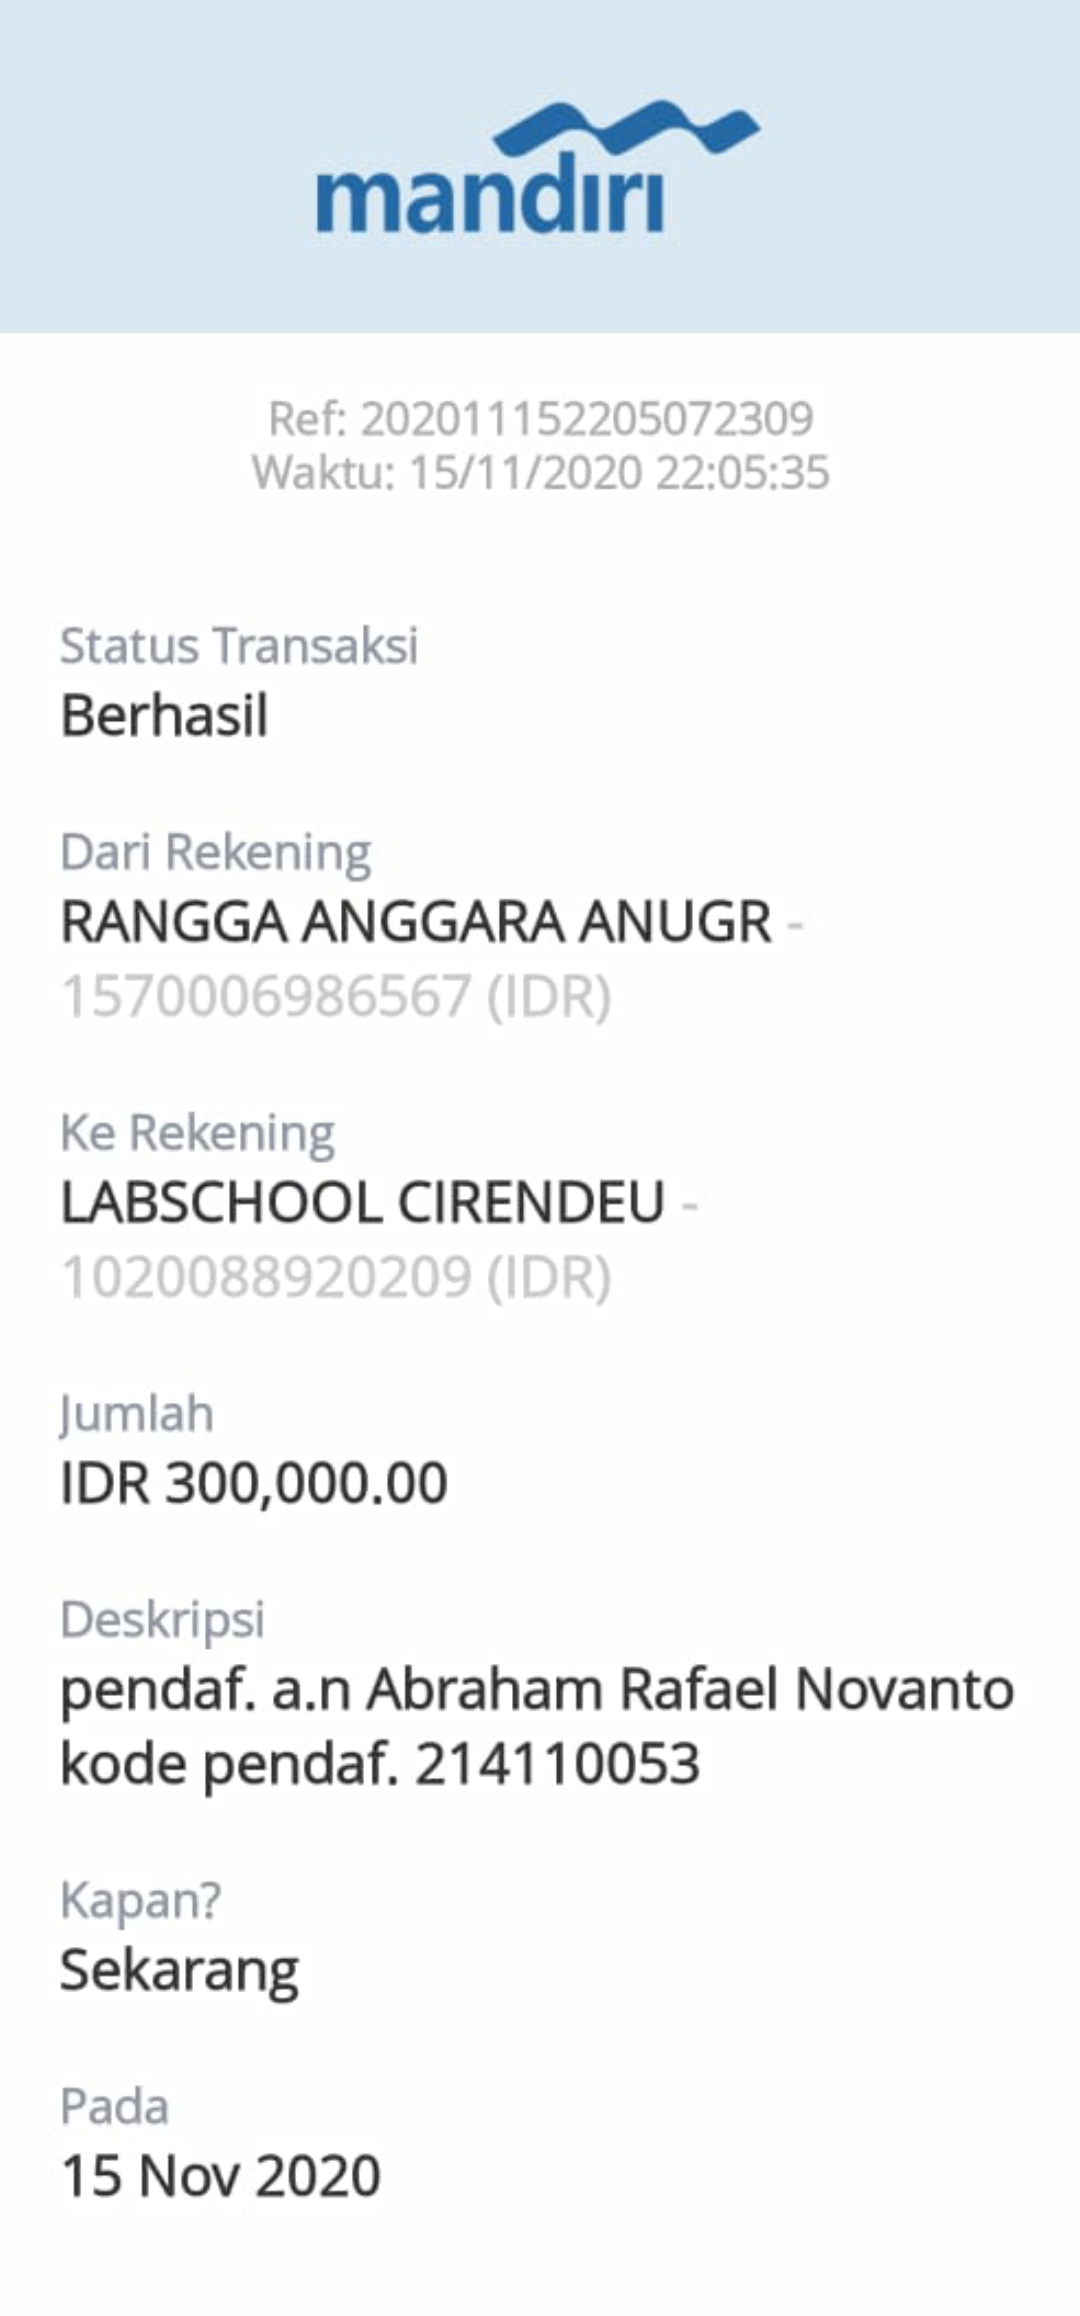 mandırı
Ref: 202011152205072309
Waktu: 15/11/2020 22:05:35
Status Transaksi
Berhasil
Dari Rekening
RANGGA ANGGARA ANUGR -
1570006986567 (IDR)
Ke Rekening
LABSCHOOL CIRENDEU -
1020088920209 (IDR)
Jumlah
IDR 300,000.00
Deskripsi
pendaf. a.n Abraham Rafael Novanto
kode pendaf. 214110053
Kapan?
Sekarang
Pada
15 Nov 2020